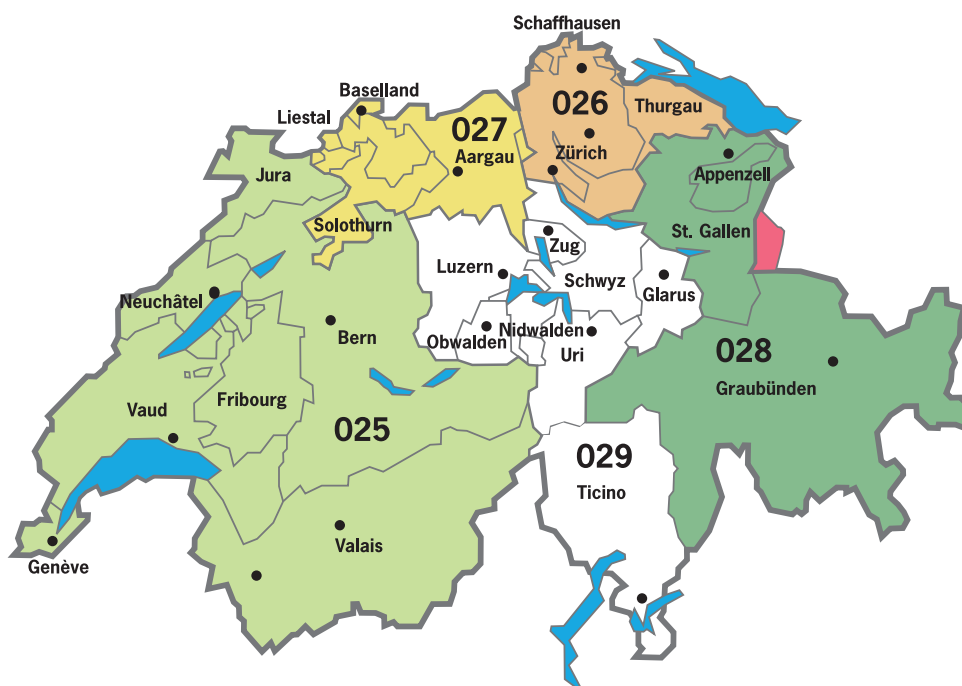 Schaffhausen
Baselland
Liestal
026
Thurgau
027
Aargau
Zürich
Jura
Appenzell
Solothurn
St. Gallen
Zug
Luzern
Schwyz
Glarus
Neuchâtel
Bern
Obwalden
Nidwalden
Uri
028
Graubünden
Fribourg
Vaud
025
029
Ticino
Valais
Genève